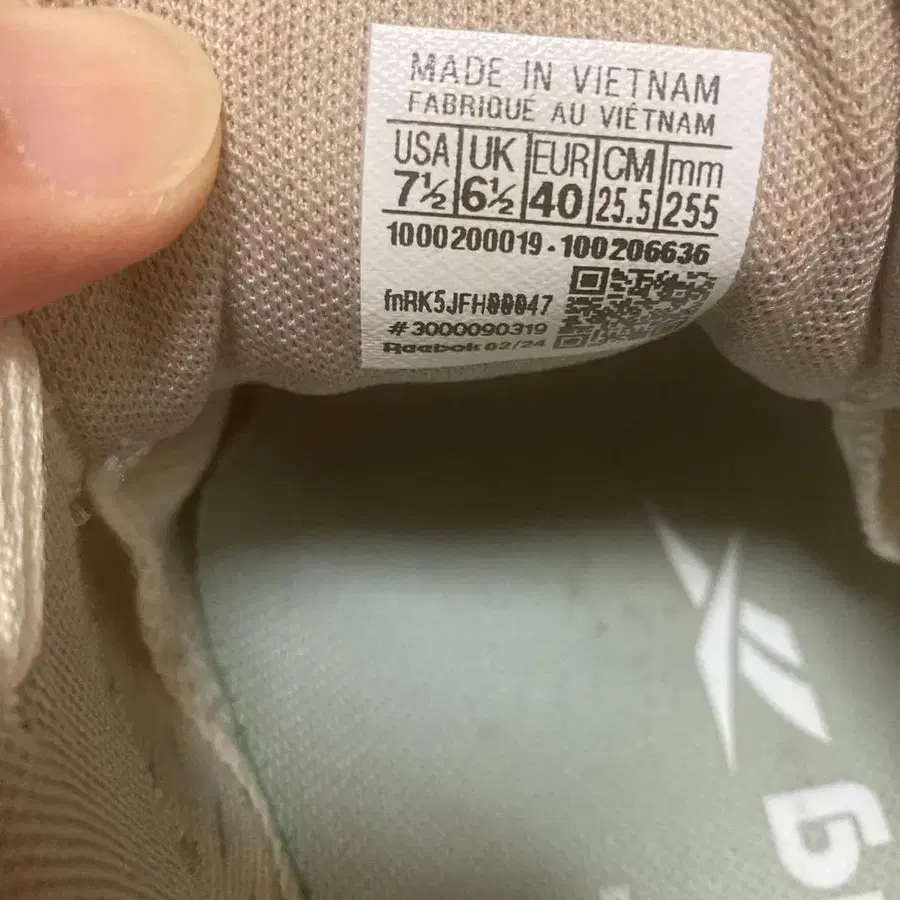 MADE IN VIETNAM
FABRIQUÉ AU VIÊTNAM
USA UK EUR CM mm
7½ 6½ 40 25.5 255
1000200019-100206636
fnRK5JFH00047
#3000090319
Reebok 02/24